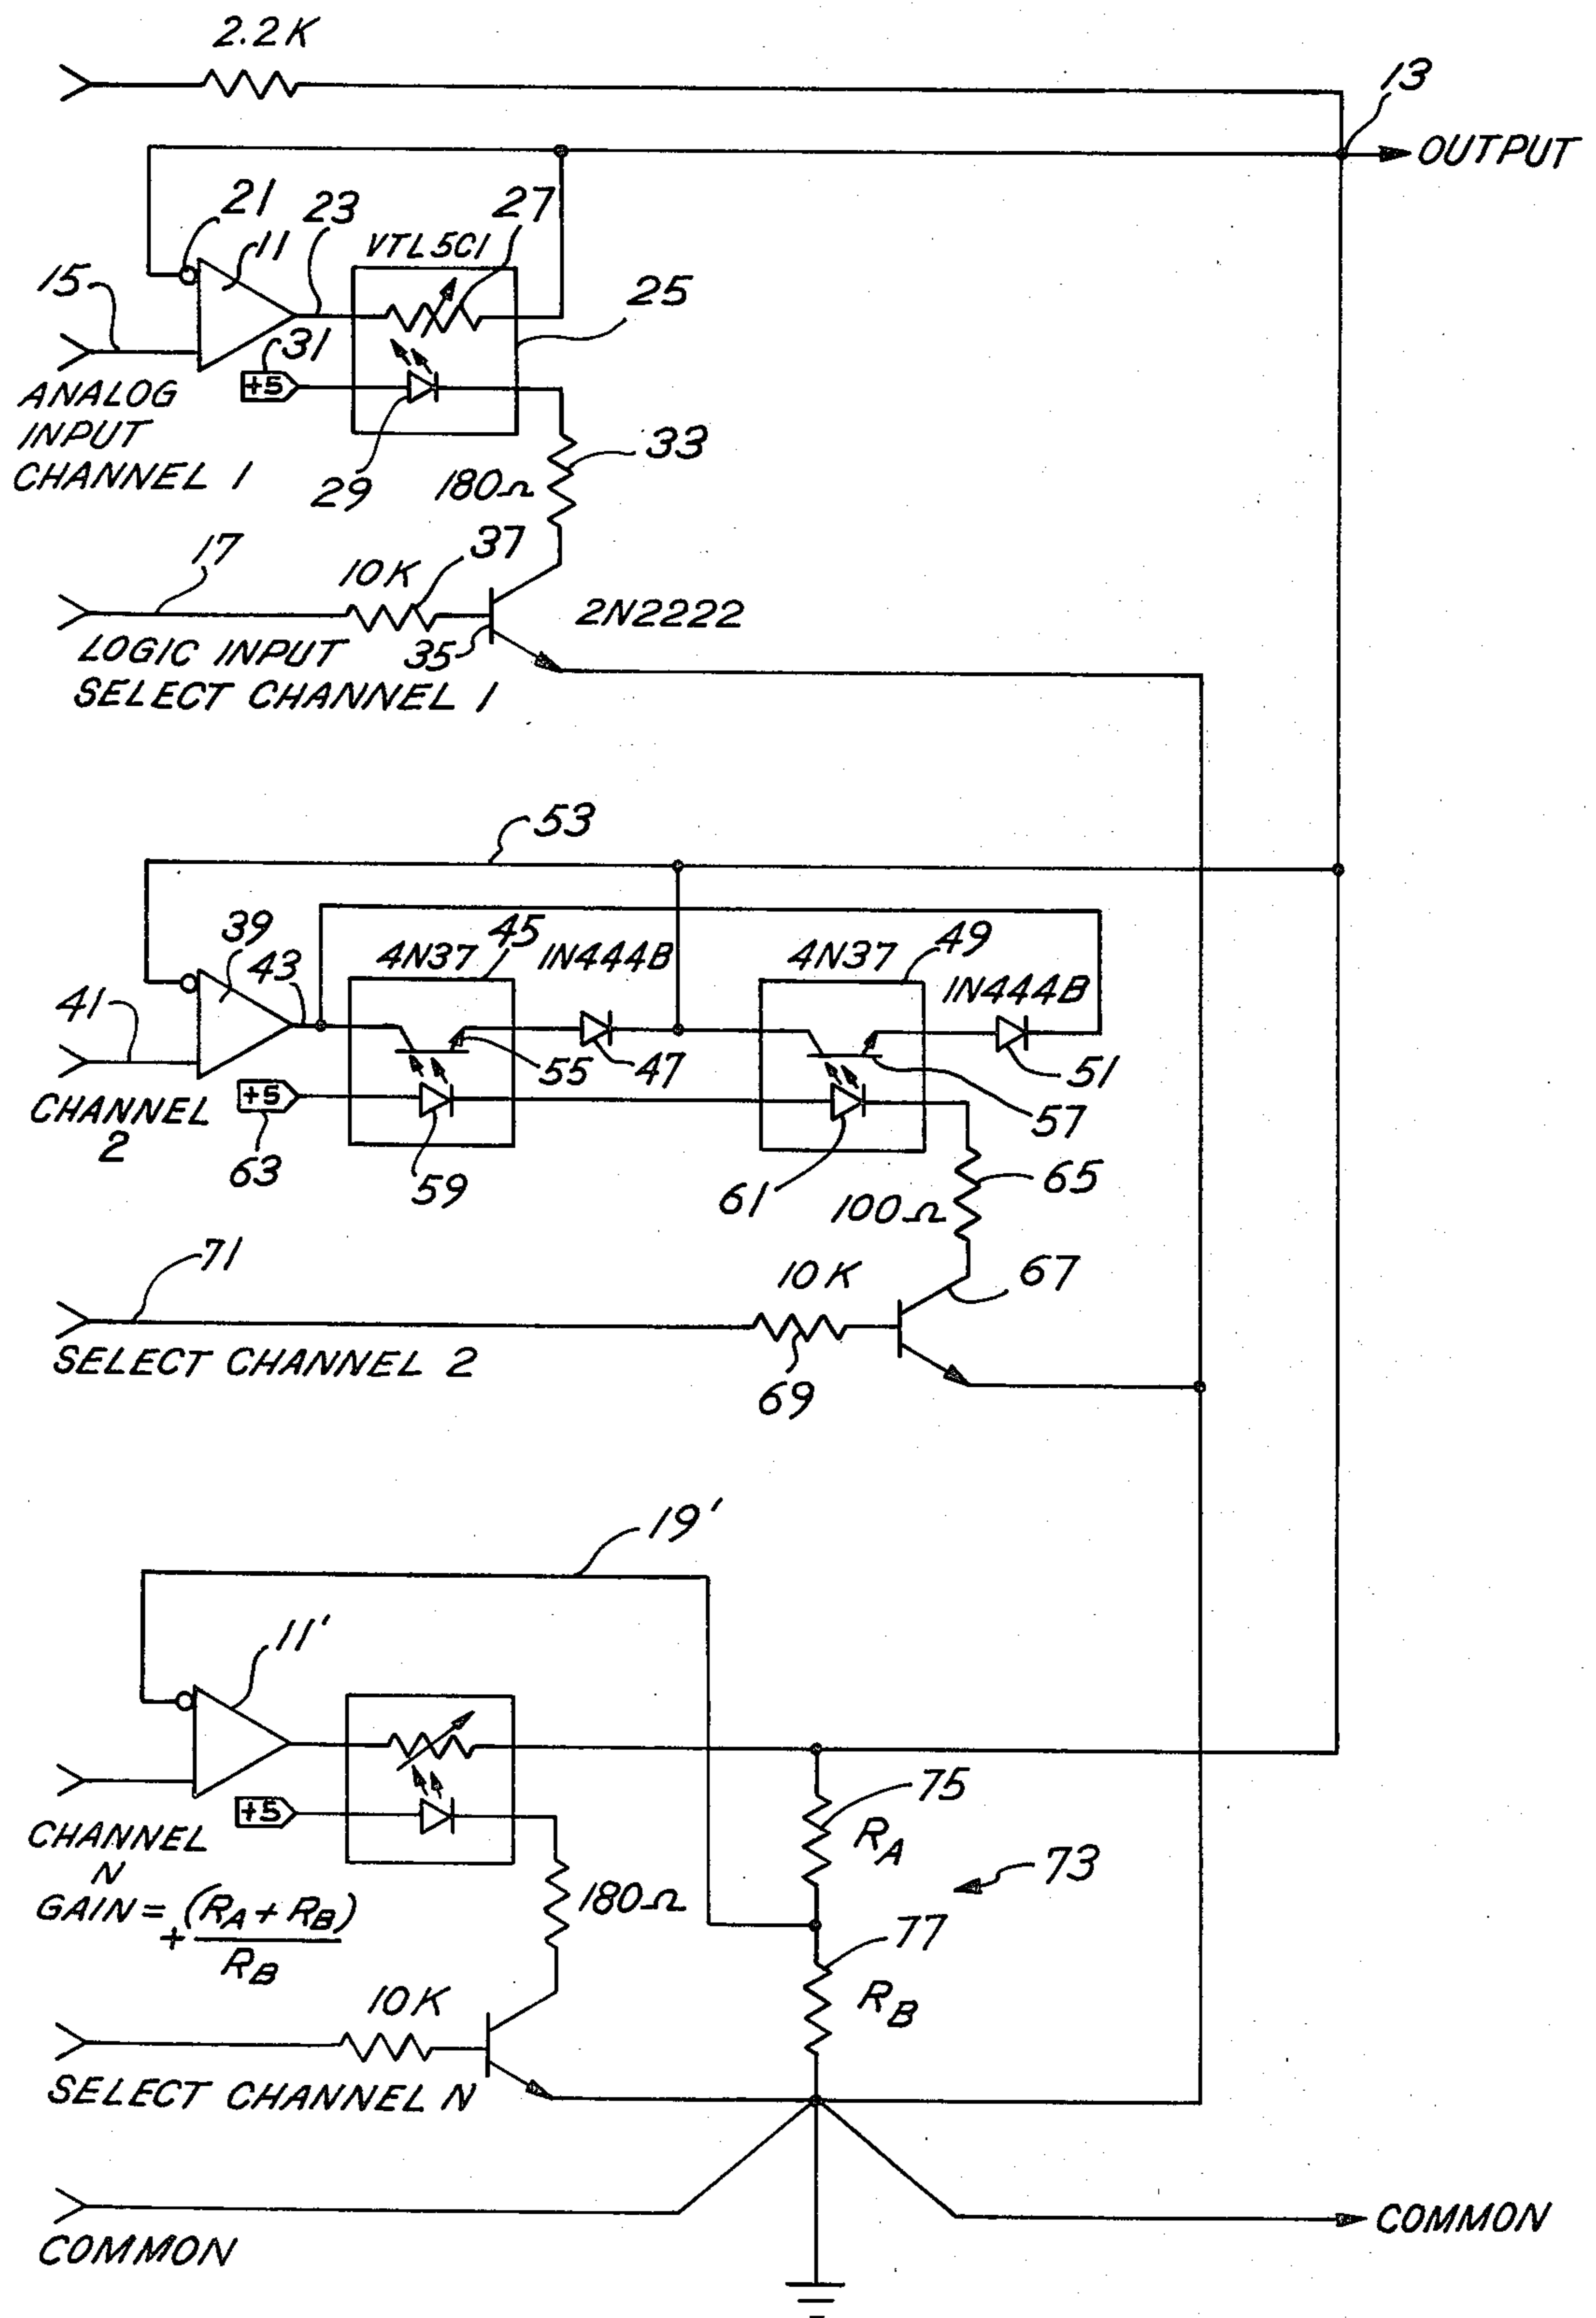 2.2K
13
OUTPUT
21
11
23
VTL5C1
27
15
25
31
+5
ANALOG
INPUT
CHANNEL 1
29
33
180Ω
17
10K
37
35
2N2222
LOGIC INPUT
SELECT CHANNEL 1
53
39
43
4N37
45
1N444B
4N37
49
1N444B
41
55
47
51
57
+5
63
CHANNEL
2
59
61
65
100Ω
71
10K
67
SELECT CHANNEL 2
69
19'
11'
75
RA
+5
CHANNEL
N
73
180Ω
GAIN = + (RA + RB)
RB
77
RB
10K
SELECT CHANNEL N
COMMON
COMMON